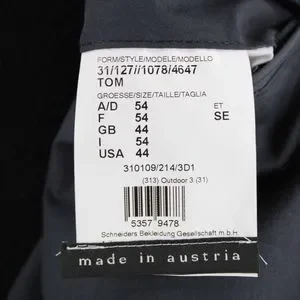 FORM/STYLE/MODELE/MODELLO
31/127//1078/4647
TOM
GROESSE/SIZE/TAILLE/TAGLIA
A/D 54 ET
F 54 SE
GB 44
I 54
USA 44
310109/214/3D1
(313) Outdoor 3 (31)
5357 9478
Schneiders Bekleidung Gesellschaft m.b.H.
made in austria